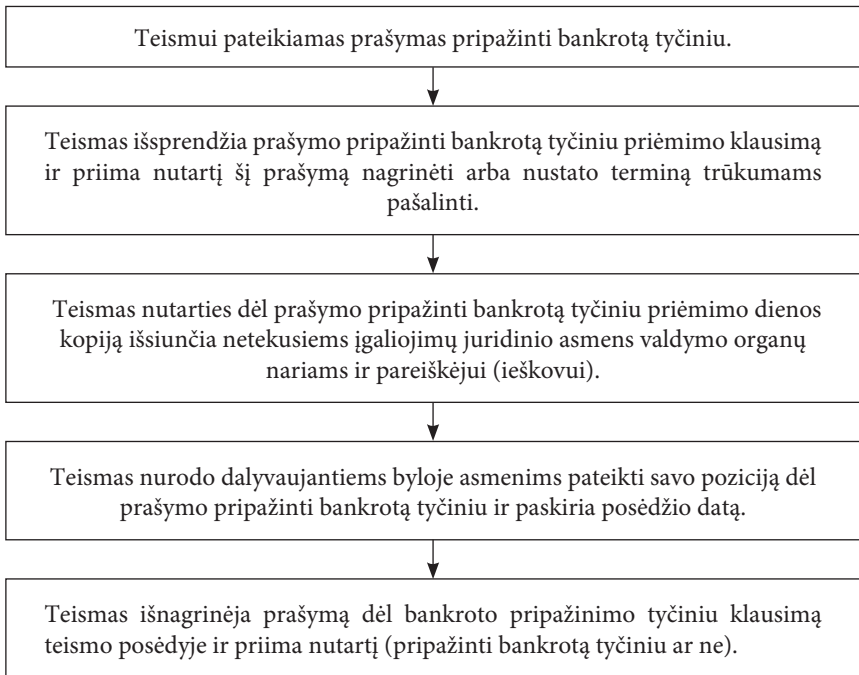 Teismui pateikiamas prašymas pripažinti bankrotą tyčiniu.
Teismas išsprendžia prašymo pripažinti bankrotą tyčiniu priėmimo klausimą
ir priima nutartį šį prašymą nagrinėti arba nustato terminą trūkumams
pašalinti.
Teismas nutarties dėl prašymo pripažinti bankrotą tyčiniu priėmimo dienos
kopiją išsiunčia netekusiems įgaliojimų juridinio asmens valdymo organų
nariams ir pareiškėjui (ieškovui).
Teismas nurodo dalyvaujantiems byloje asmenims pateikti savo poziciją dėl
prašymo pripažinti bankrotą tyčiniu ir paskiria posėdžio datą.
Teismas išnagrinėja prašymą dėl bankroto pripažinimo tyčiniu klausimą
teismo posėdyje ir priima nutartį (pripažinti bankrotą tyčiniu ar ne).